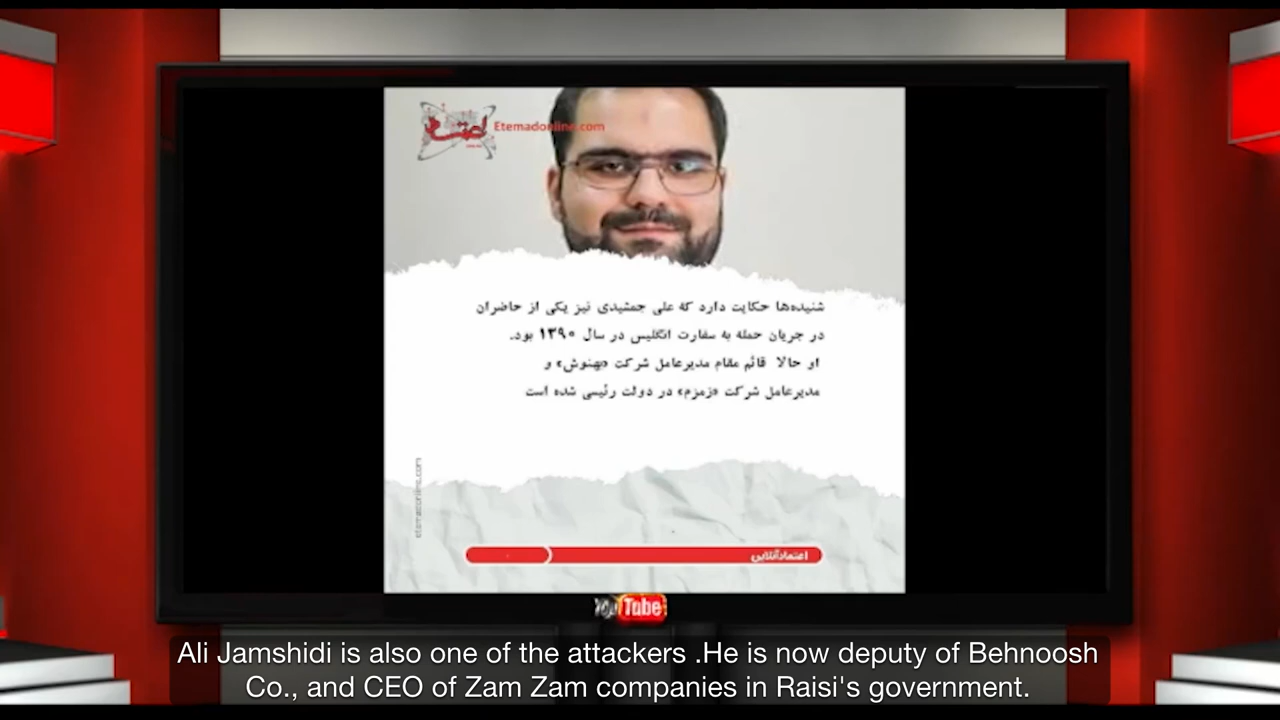 Etemadonline.com
شنیده‌ها حکایت دارد که علی جمشیدی نیز یکی از حاضران
در جریان حمله به سفارت انگلیس در سال ۱۳۹۰ بود.
او حالا قائم مقام مدیرعامل شرکت «بهنوش» و
مدیرعامل شرکت «زمزم» در دولت رئیسی شده است
etemadonline.com
اعتمادآنلاین
YouTube
Ali Jamshidi is also one of the attackers .He is now deputy of Behnoosh
Co., and CEO of Zam Zam companies in Raisi's government.